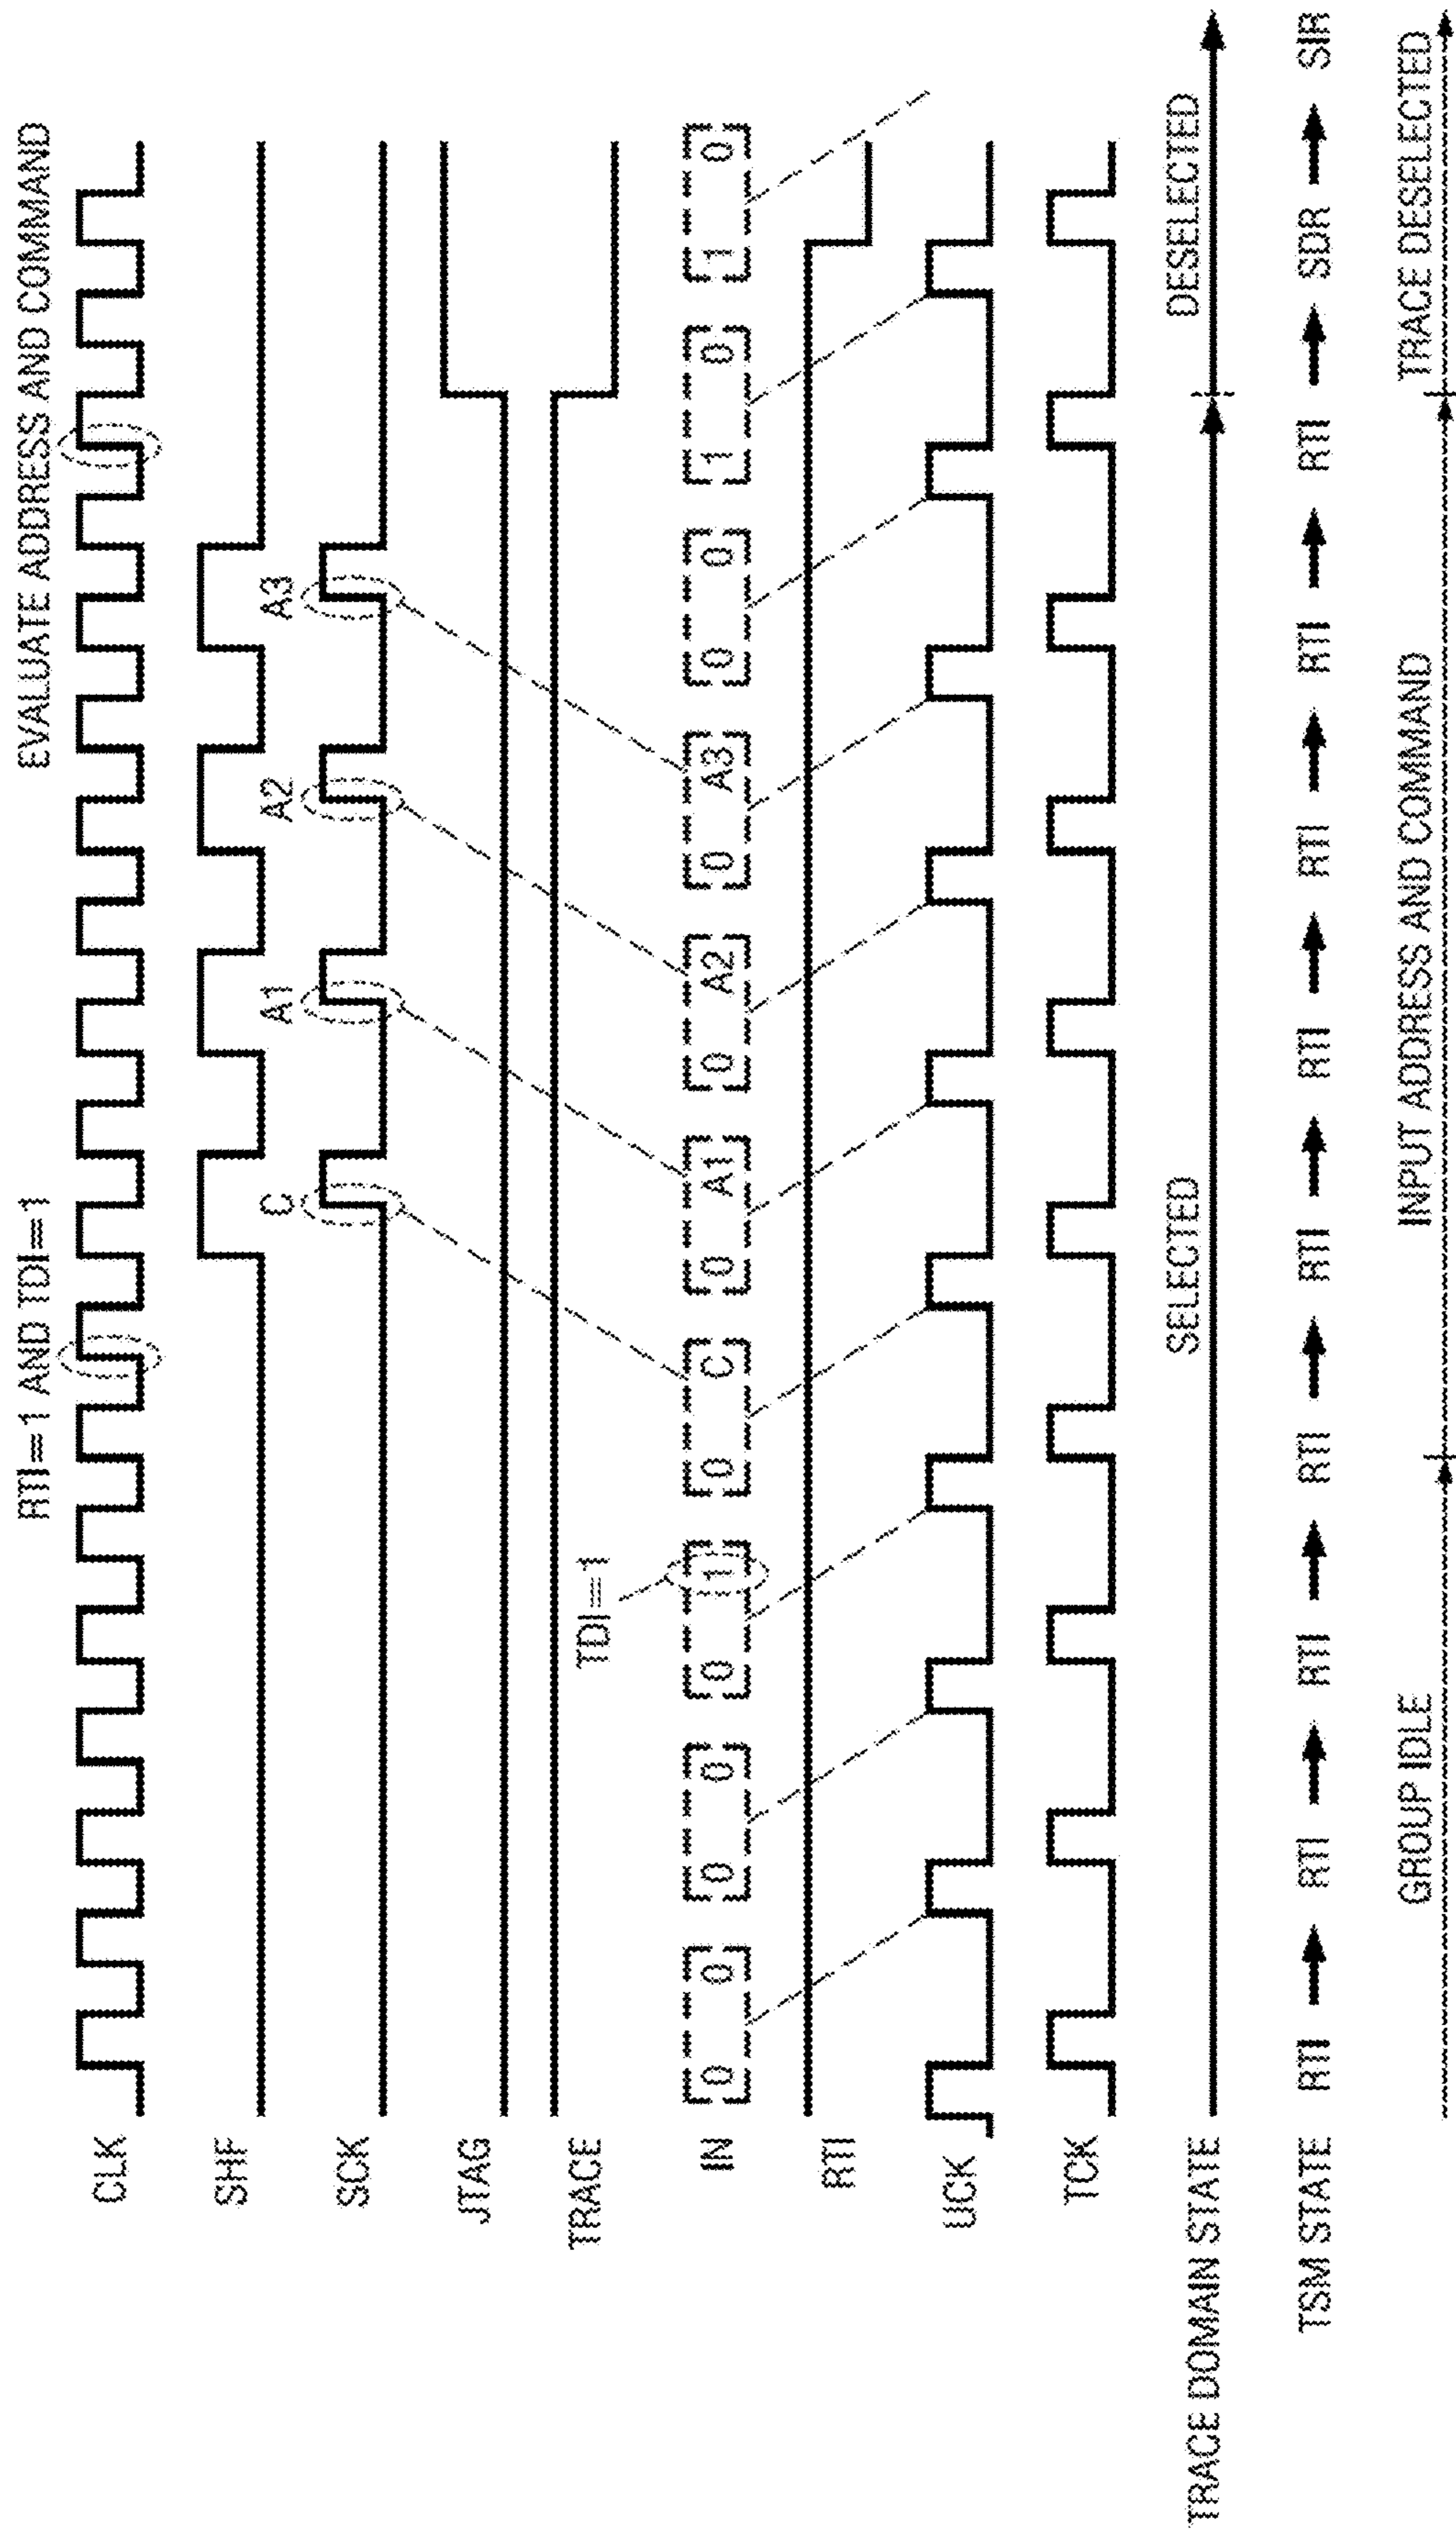 RTI=1 AND TDI=1 EVALUATE ADDRESS AND COMMAND
CLK
SHF
C A1 A2 A3
SCK
JTAG
TRACE
TDI=1
IN 0 0 0 0 0 1 0 C 0 A1 0 A2 0 A3 0 0 1 0 1 0
RTI
UCK
TCK
SELECTED DESELECTED
TRACE DOMAIN STATE
TSM STATE RTI RTI RTI RTI RTI RTI RTI RTI RTI SDR SIR
GROUP IDLE INPUT ADDRESS AND COMMAND TRACE DESELECTED